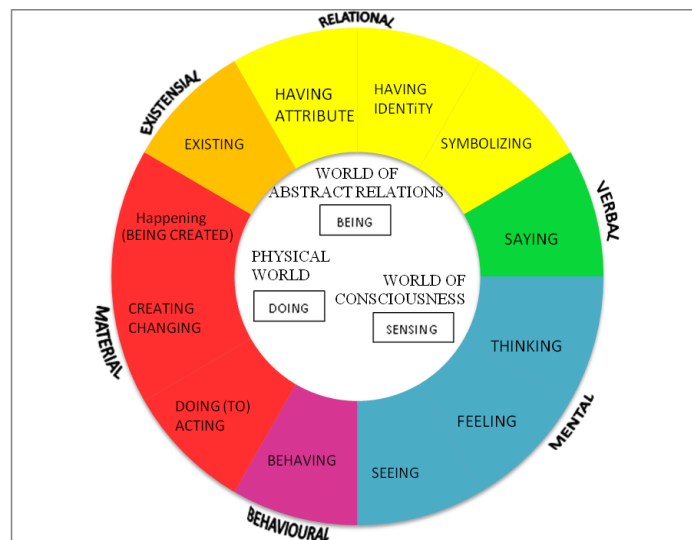 RELATIONAL
HAVING
ATTRIBUTE
HAVING
IDENTiTY
SYMBOLIZING
EXISTENSIAL
EXISTING
VERBAL
SAYING
WORLD OF
ABSTRACT RELATIONS
BEING
Happening
(BEING CREATED)
PHYSICAL
WORLD
DOING
WORLD OF
CONSCIOUSNESS
SENSING
MATERIAL
CREATING
CHANGING
THINKING
FEELING
SEEING
MENTAL
DOING (TO)
ACTING
BEHAVING
BEHAVIOURAL